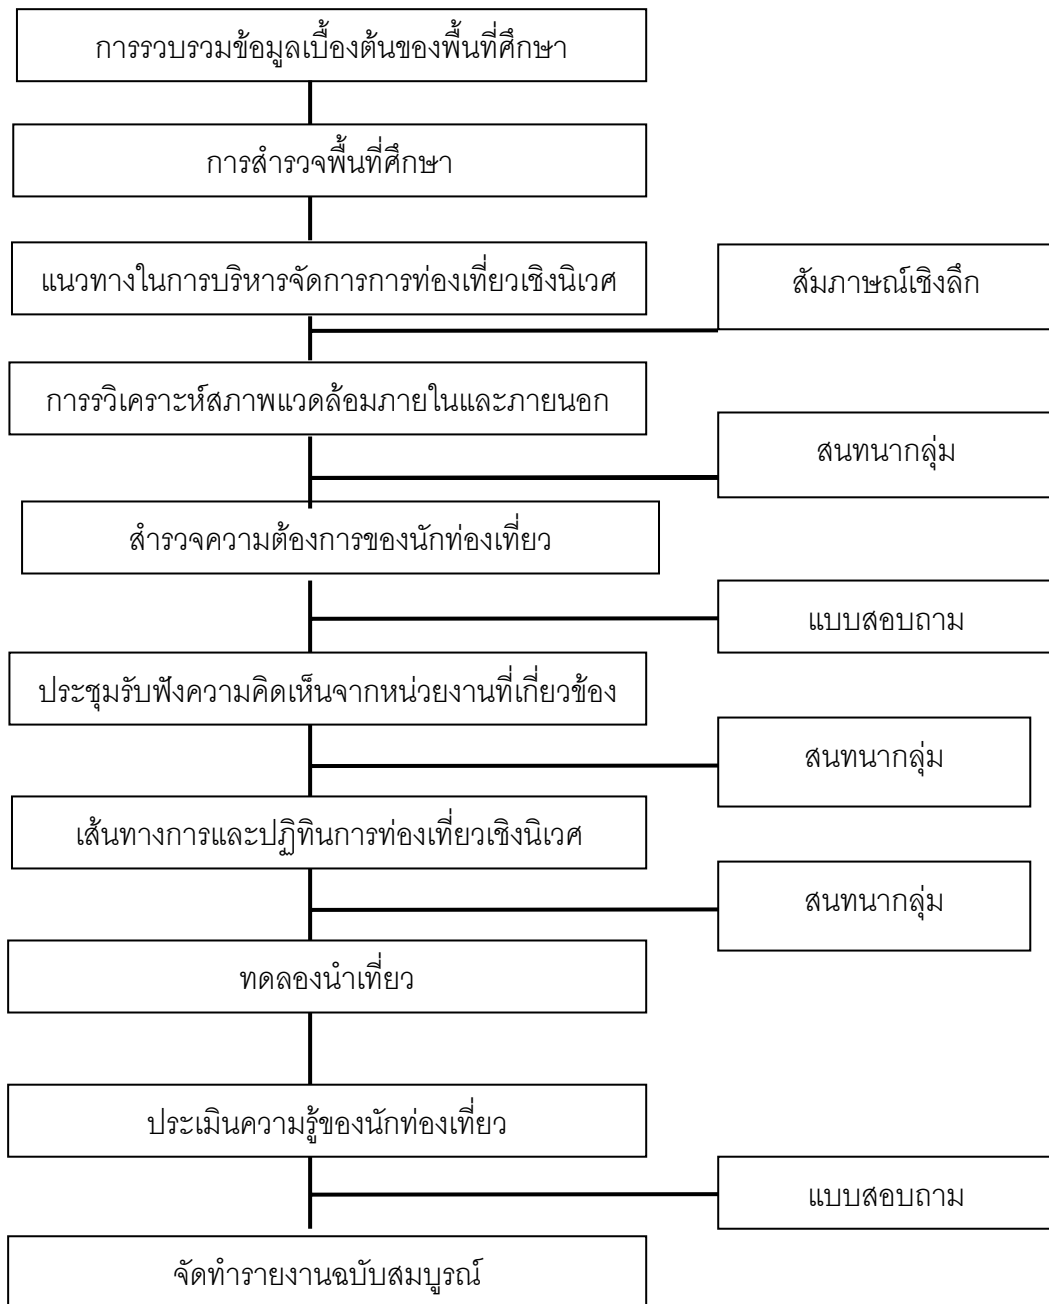 การรวบรวมข้อมูลเบื้องต้นของพื้นที่ศึกษา
การสำรวจพื้นที่ศึกษา
แนวทางในการบริหารจัดการการท่องเที่ยวเชิงนิเวศ
สัมภาษณ์เชิงลึก
การรวิเคราะห์สภาพแวดล้อมภายในและภายนอก
สนทนากลุ่ม
สำรวจความต้องการของนักท่องเที่ยว
แบบสอบถาม
ประชุมรับฟังความคิดเห็นจากหน่วยงานที่เกี่ยวข้อง
สนทนากลุ่ม
เส้นทางการและปฏิทินการท่องเที่ยวเชิงนิเวศ
สนทนากลุ่ม
ทดลองนำเที่ยว
ประเมินความรู้ของนักท่องเที่ยว
แบบสอบถาม
จัดทำรายงานฉบับสมบูรณ์